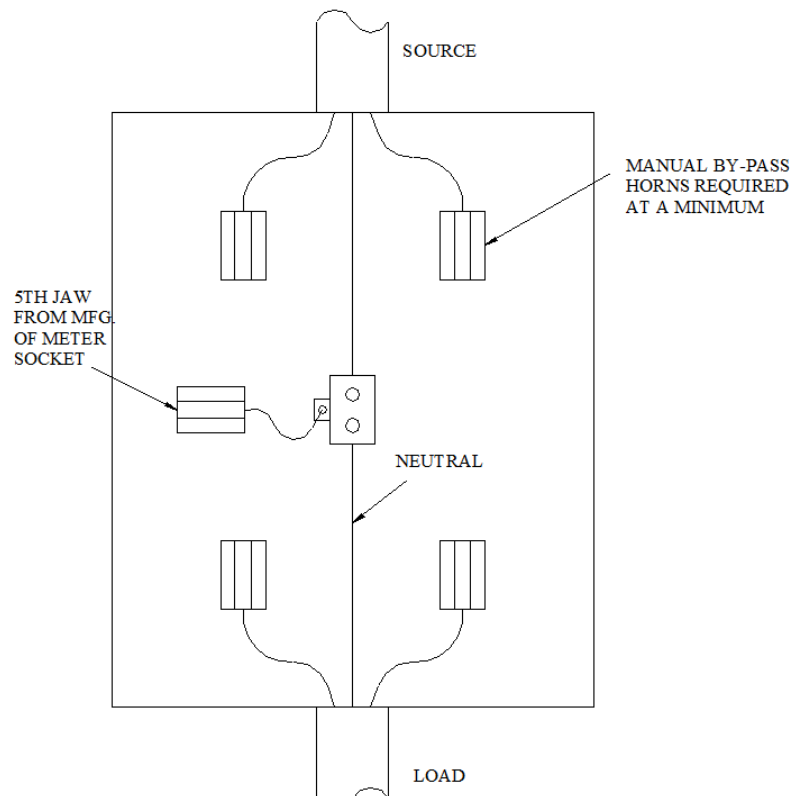 SOURCE
MANUAL BY-PASS
HORNS REQUIRED
AT A MINIMUM
5TH JAW
FROM MFG.
OF METER
SOCKET
NEUTRAL
LOAD